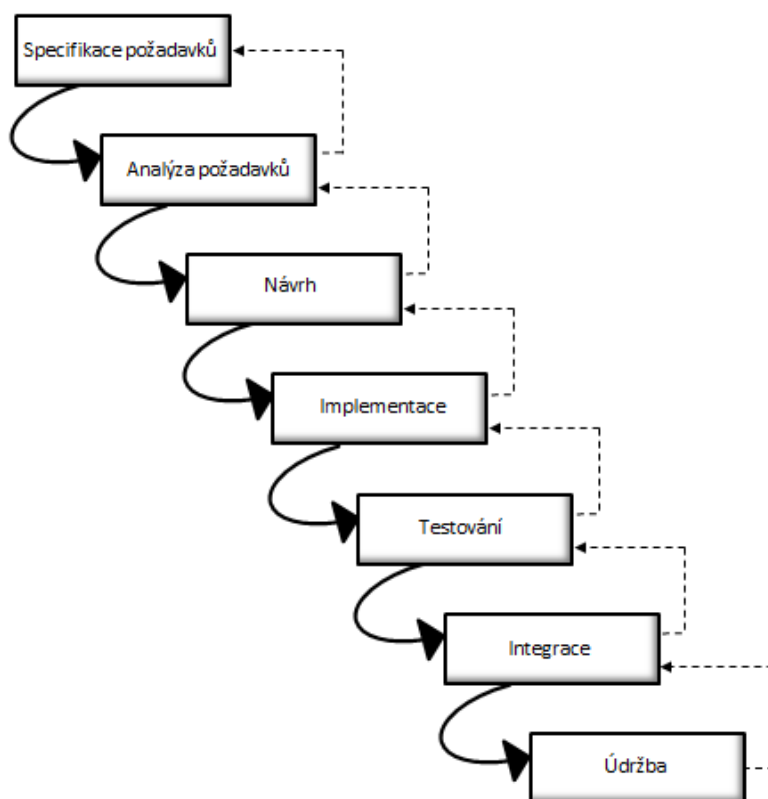 Specifikace požadavků
Analýza požadavků
Návrh
Implementace
Testování
Integrace
Údržba